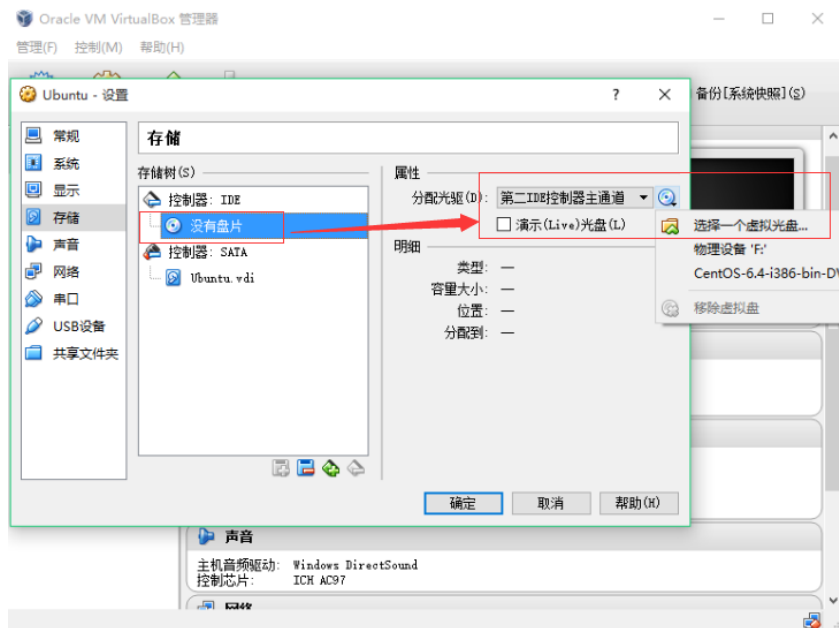 Oracle VM VirtualBox 管理器
管理(F) 控制(M) 帮助(H)
备份[系统快照](S)
Ubuntu - 设置
常规
系统
显示
存储
声音
网络
串口
USB设备
共享文件夹
存储
存储树(S)
控制器: IDE
没有盘片
控制器: SATA
Ubuntu.vdi
属性
分配光驱(D): 第二IDE控制器主通道
演示(Live)光盘(L)
明细
类型: —
容量大小: —
位置: —
分配到: —
选择一个虚拟光盘...
物理设备 'F:'
CentOS-6.4-i386-bin-DV
移除虚拟盘
确定 取消 帮助(H)
声音
主机音频驱动: Windows DirectSound
控制芯片: ICH AC97
网络